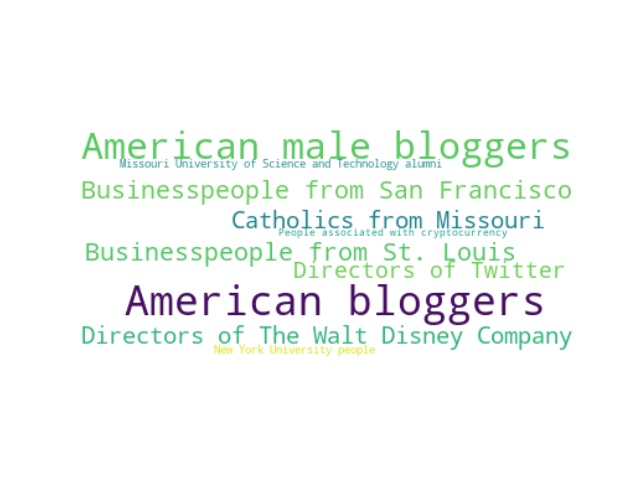 American male bloggers
Missouri University of Science and Technology alumni
Businesspeople from San Francisco
Catholics from Missouri
People associated with cryptocurrency
Businesspeople from St. Louis
Directors of Twitter
American bloggers
Directors of The Walt Disney Company
New York University people